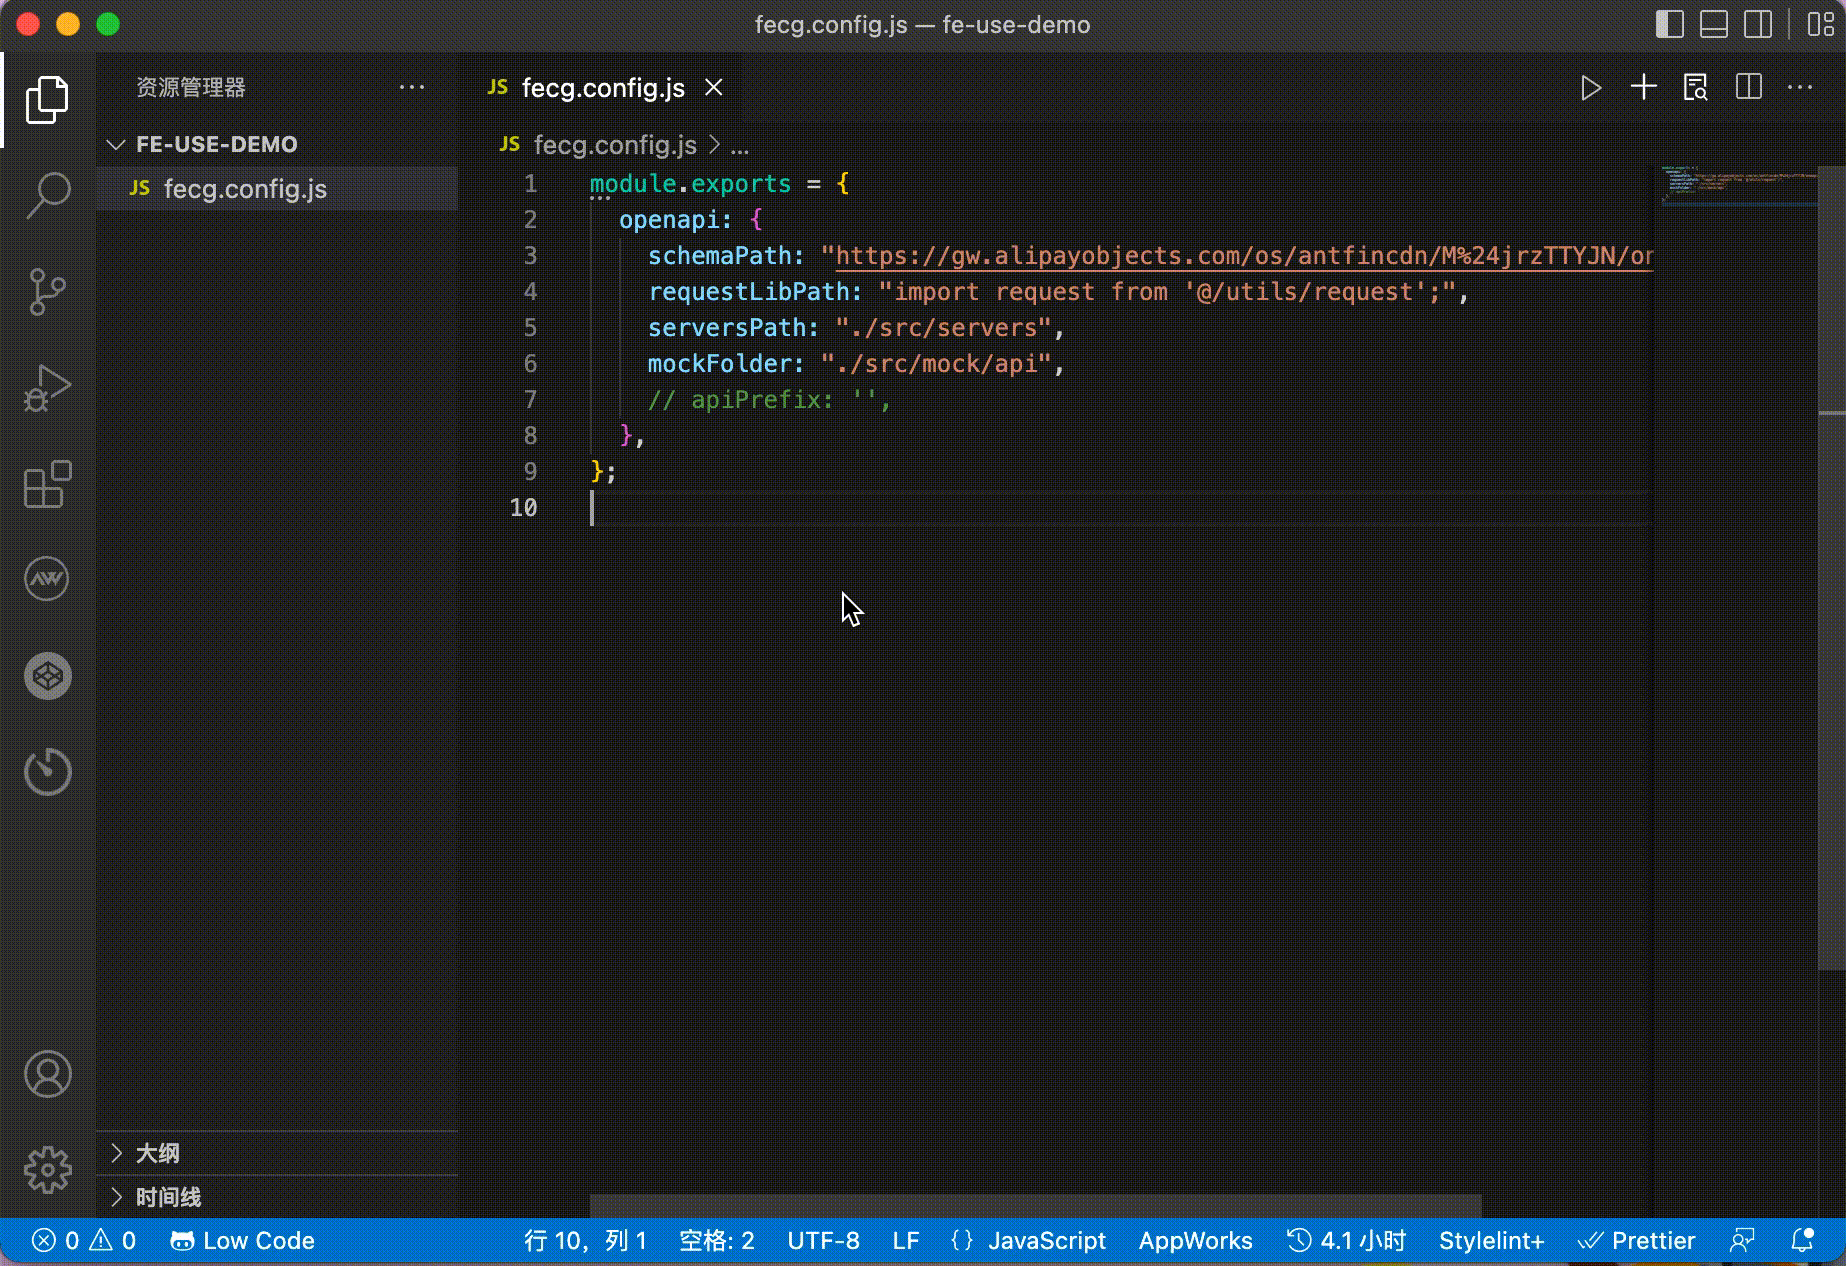 fecg.config.js — fe-use-demo
资源管理器
FE-USE-DEMO
JS fecg.config.js
JS fecg.config.js
JS fecg.config.js > ...
1 module.exports = {
2 openapi: {
3 schemaPath: "https://gw.alipayobjects.com/os/antfincdn/M%24jrzTTYJN/or
4 requestLibPath: "import request from '@/utils/request';",
5 serversPath: "./src/servers",
6 mockFolder: "./src/mock/api",
7 // apiPrefix: '',
8 },
9 };
10
大纲
时间线
0 0 Low Code 行 10，列 1 空格: 2 UTF-8 LF {} JavaScript AppWorks 4.1 小时 Stylelint+ Prettier